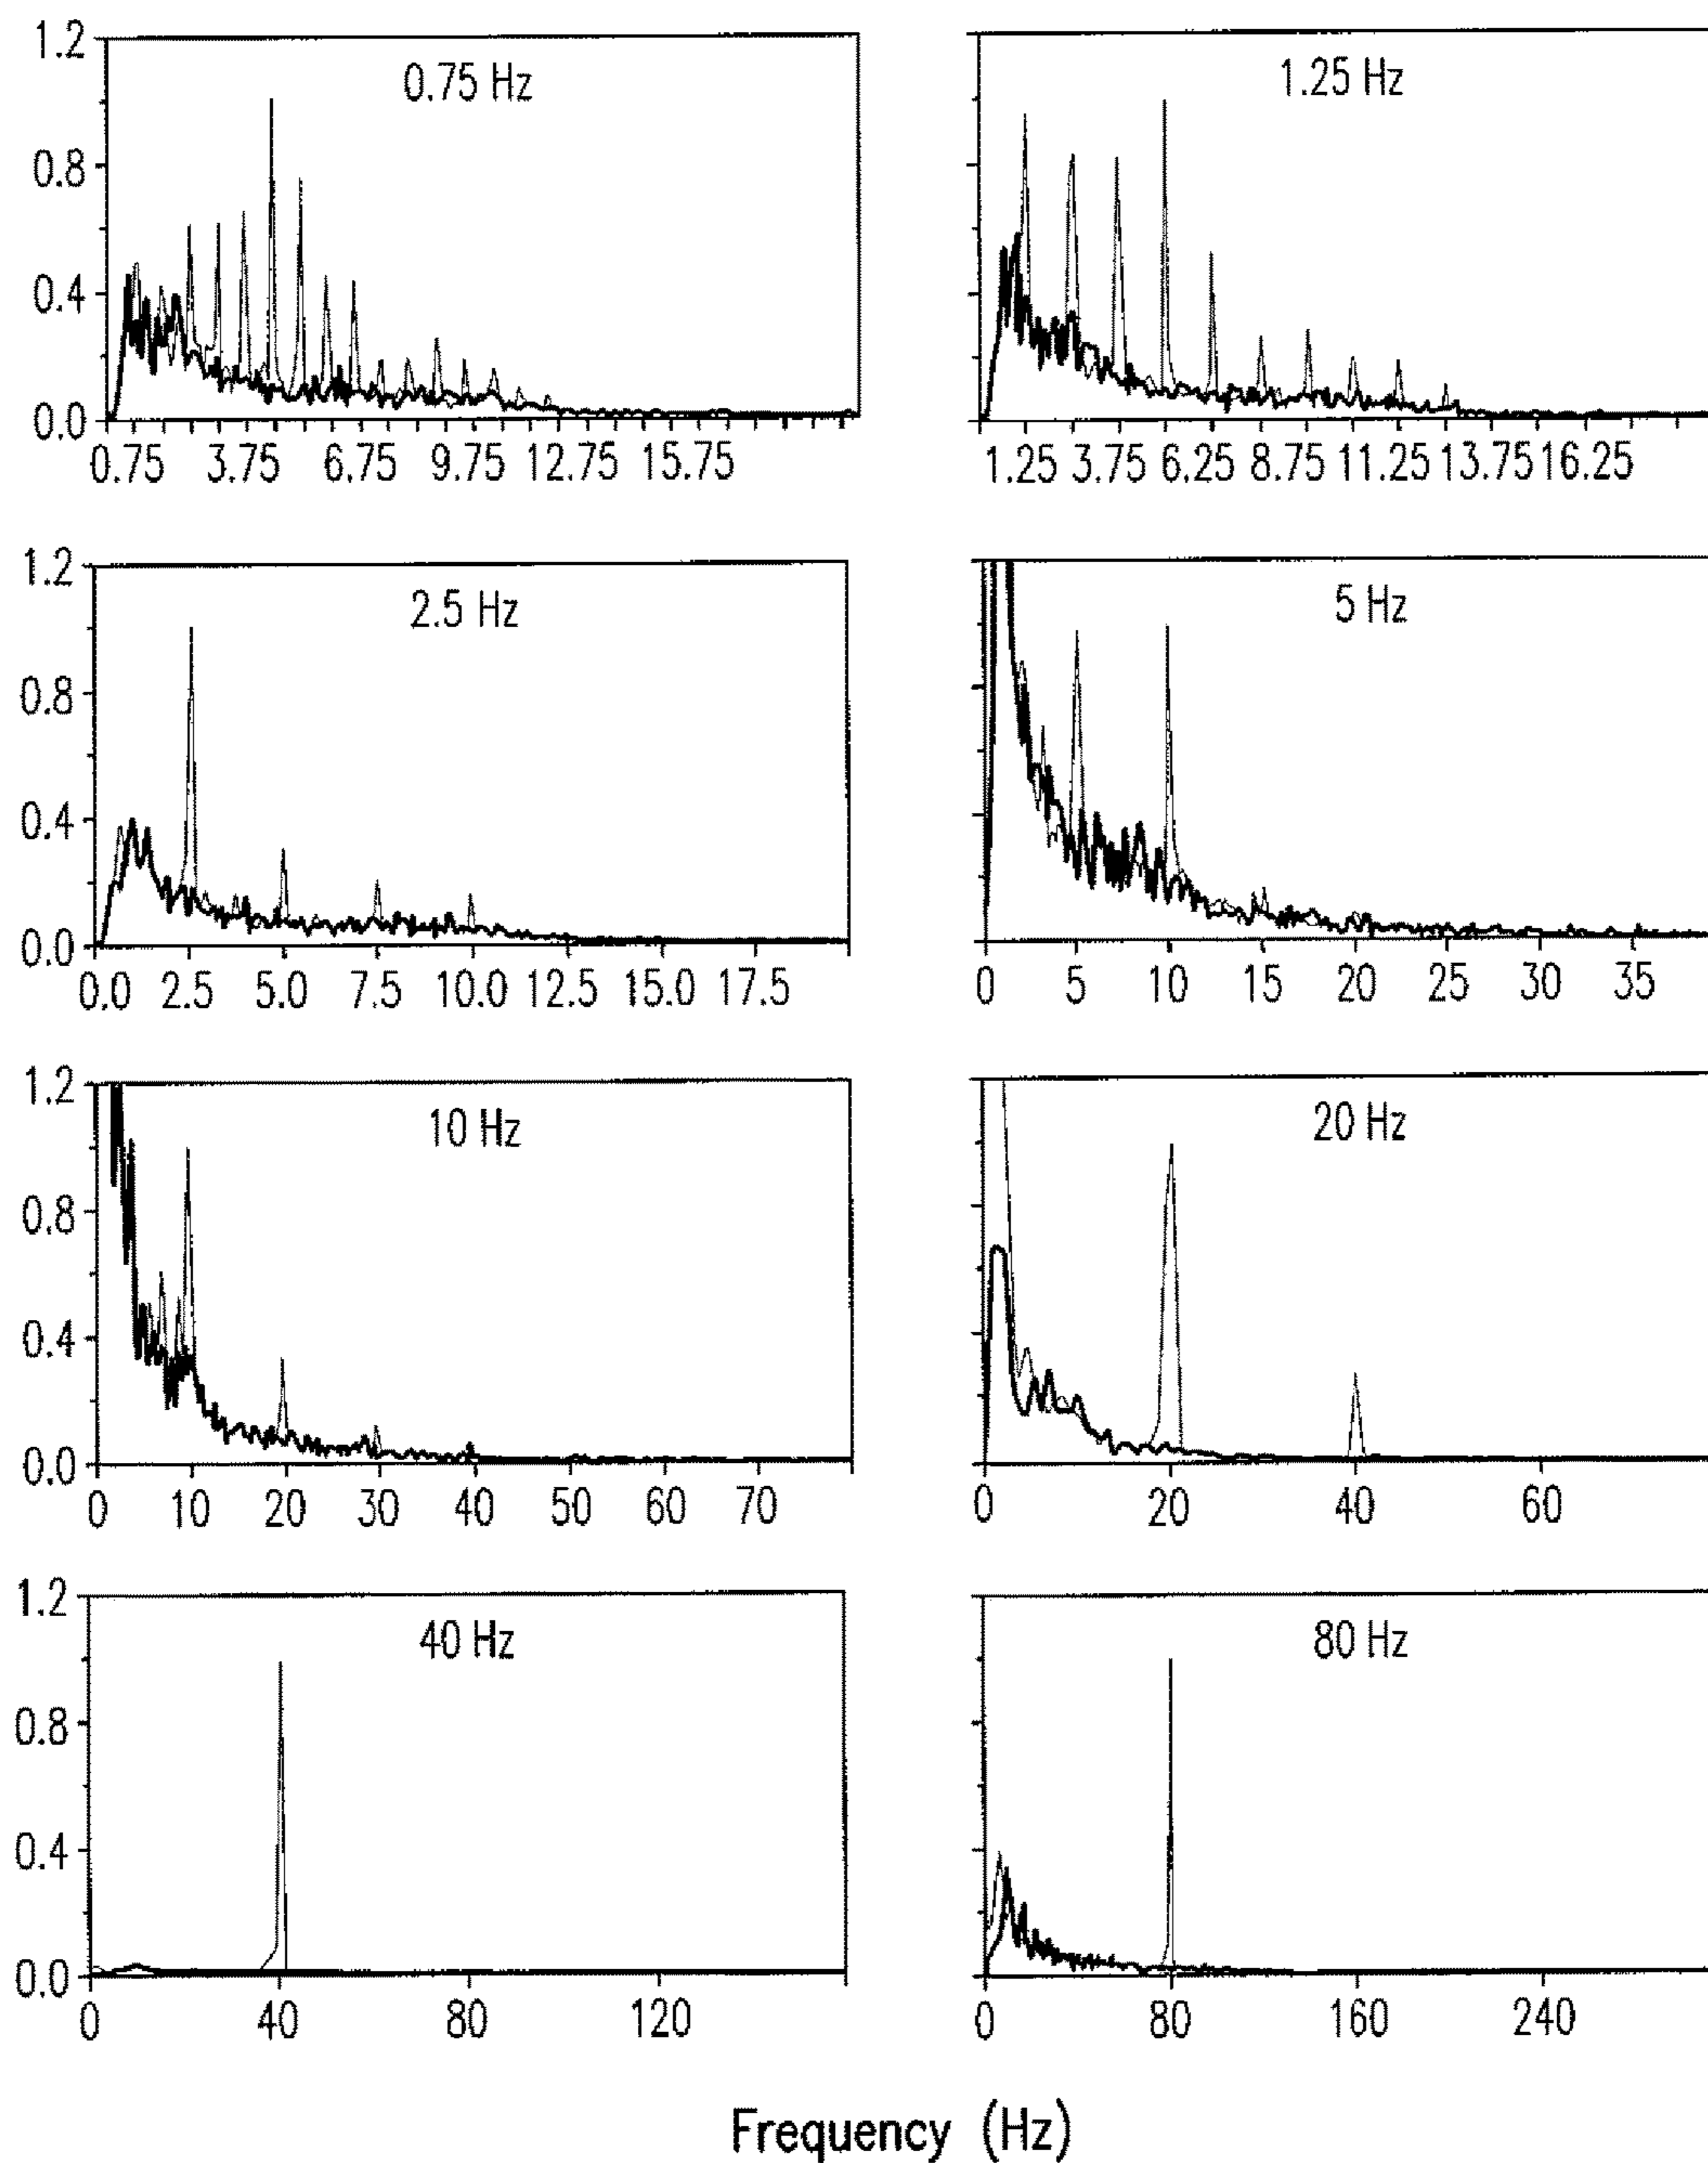 1.2
0.8
0.4
0.0
0.75 Hz
0.75 3.75 6.75 9.75 12.75 15.75
1.25 Hz
1.25 3.75 6.25 8.75 11.25 13.75 16.25
1.2
0.8
0.4
0.0
2.5 Hz
0.0 2.5 5.0 7.5 10.0 12.5 15.0 17.5
5 Hz
0 5 10 15 20 25 30 35
1.2
0.8
0.4
0.0
10 Hz
0 10 20 30 40 50 60 70
20 Hz
0 20 40 60
1.2
0.8
0.4
0.0
40 Hz
0 40 80 120
80 Hz
0 80 160 240
Frequency (Hz)